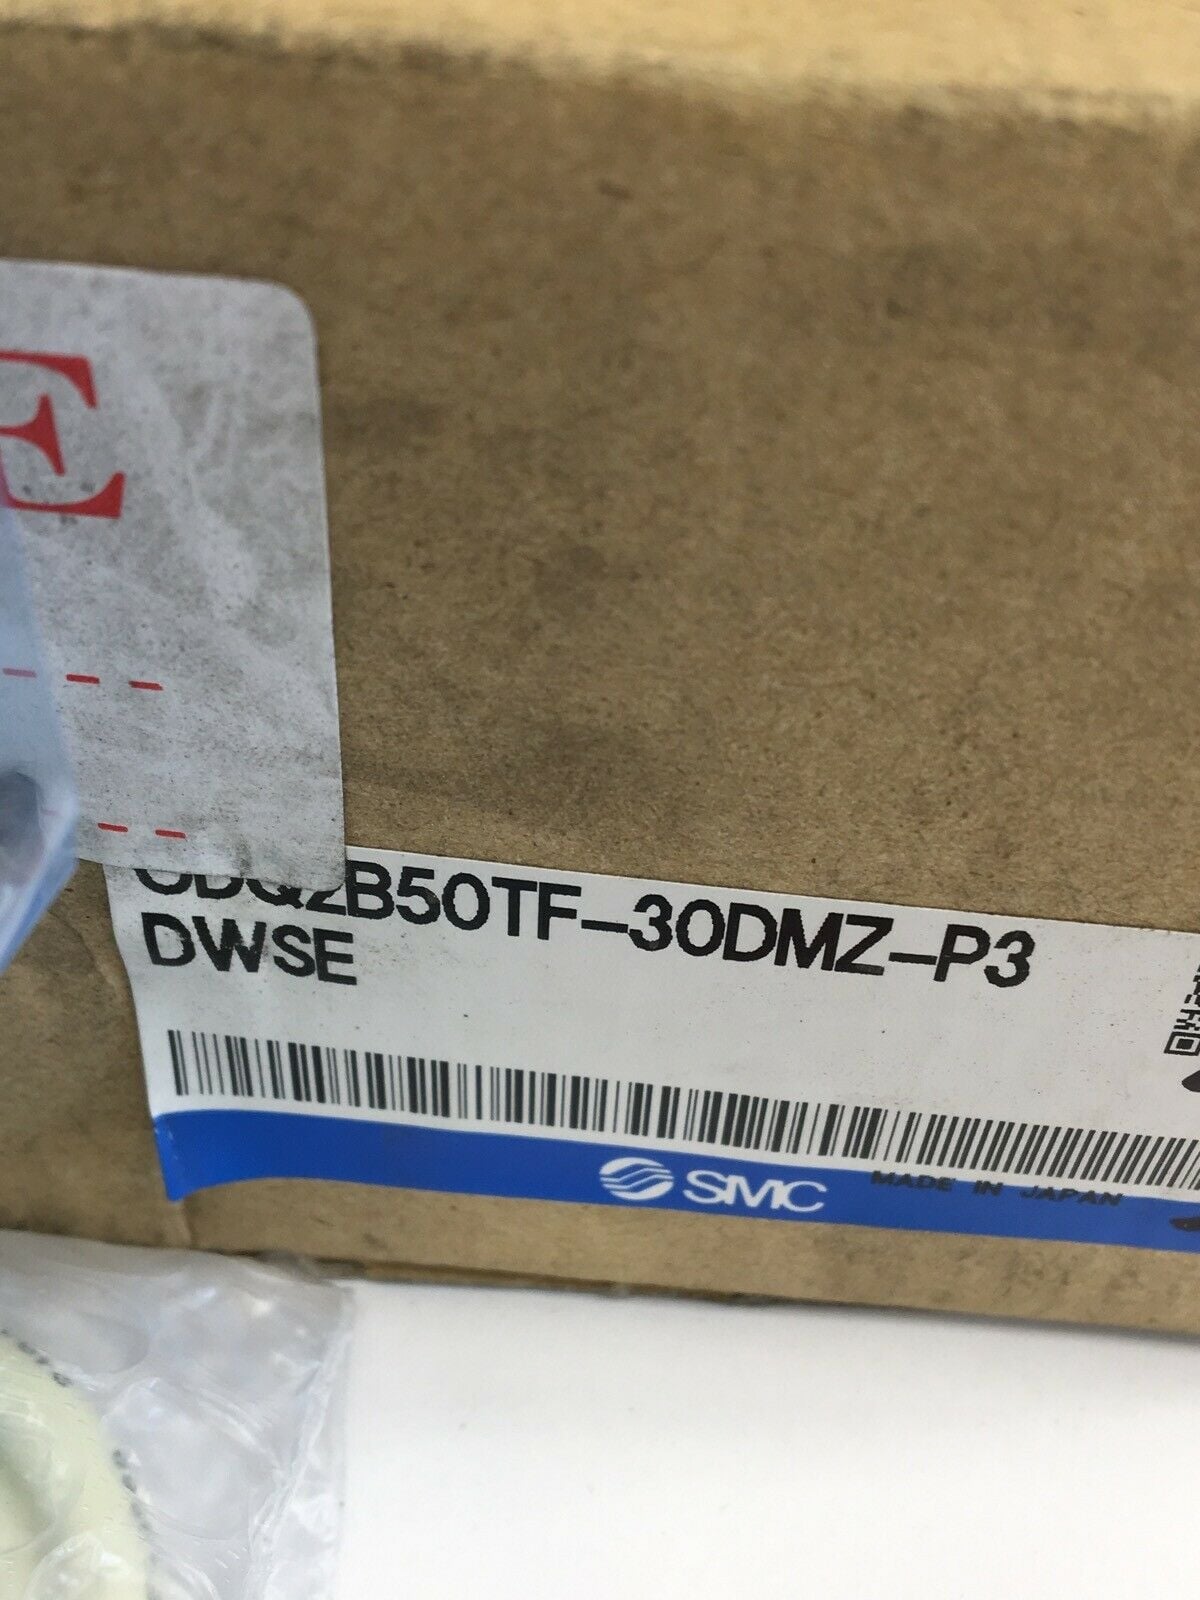 E
CDQ2B50TF-30DMZ-P3
DWSE
SMC MADE IN JAPAN